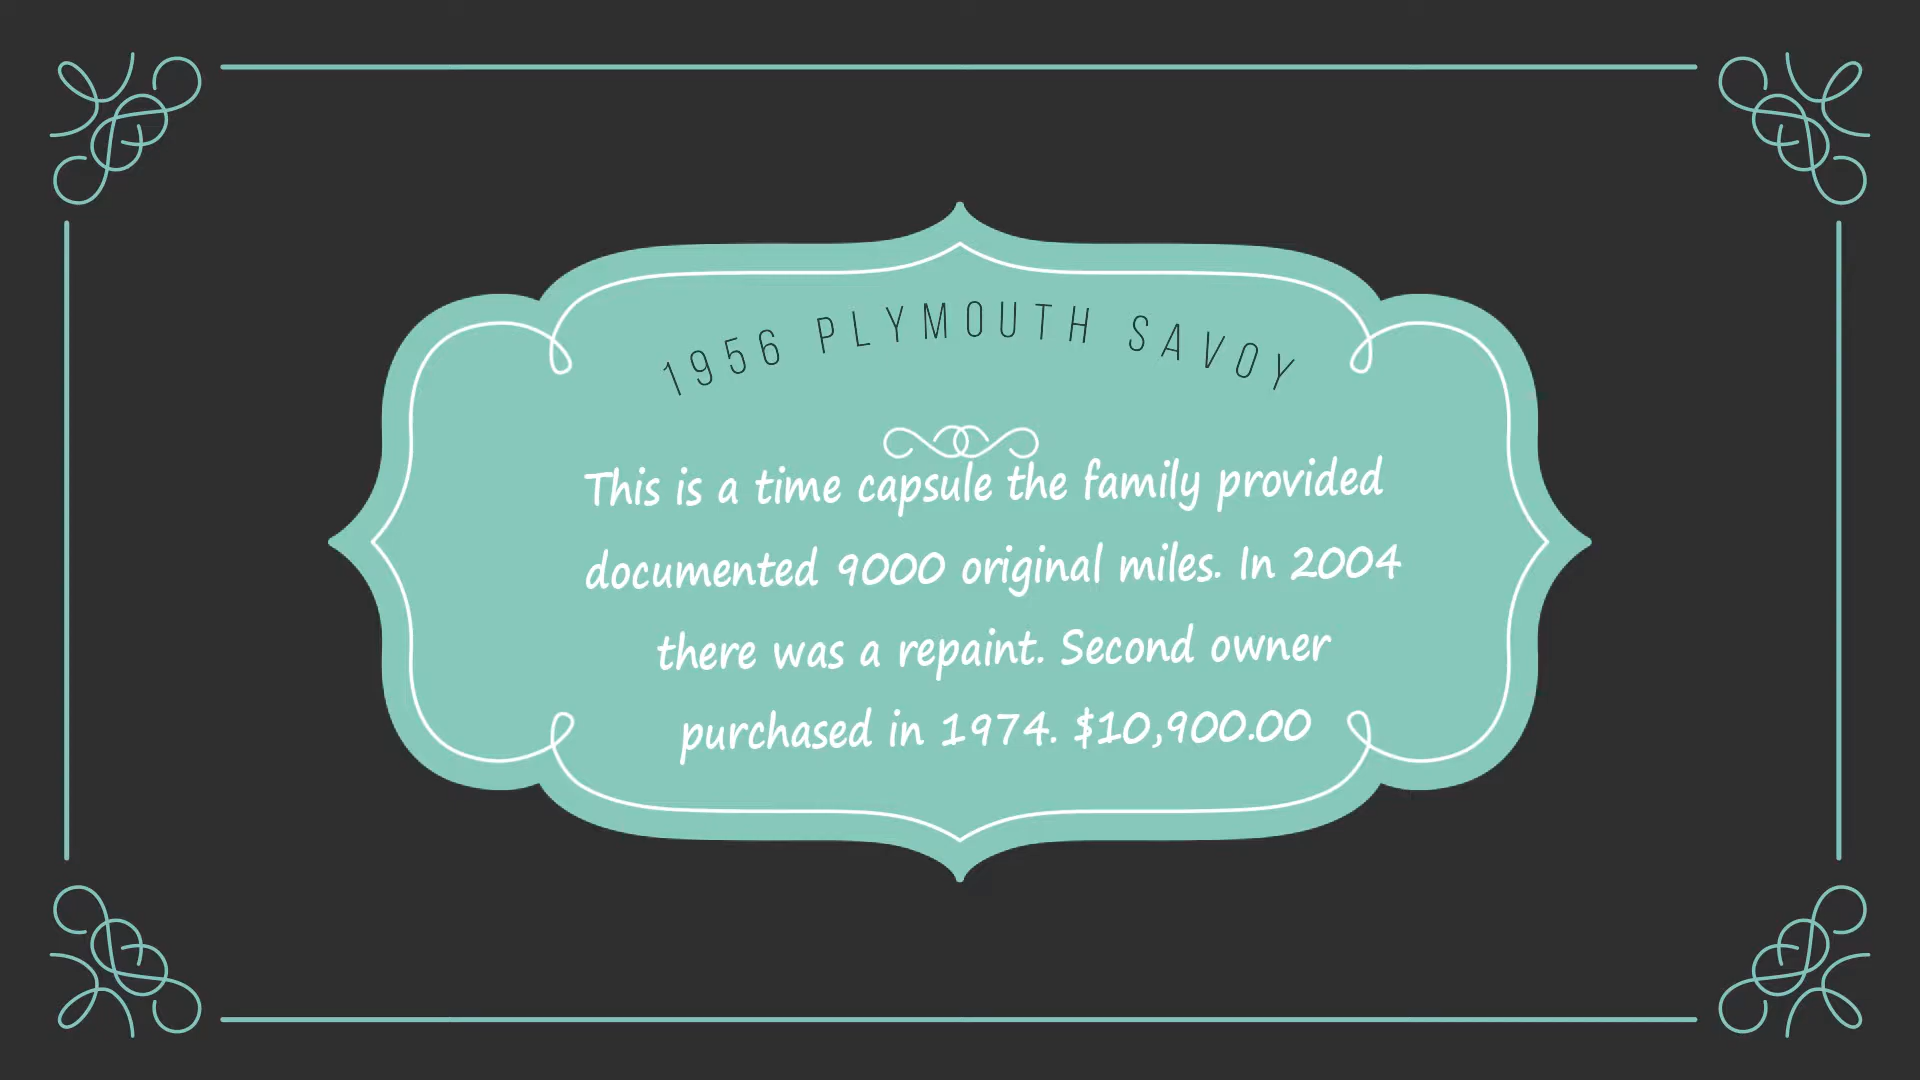 1956 PLYMOUTH SAVOY
This is a time capsule the family provided
documented 9000 original miles. In 2004
there was a repaint. Second owner
purchased in 1974. $10,900.00